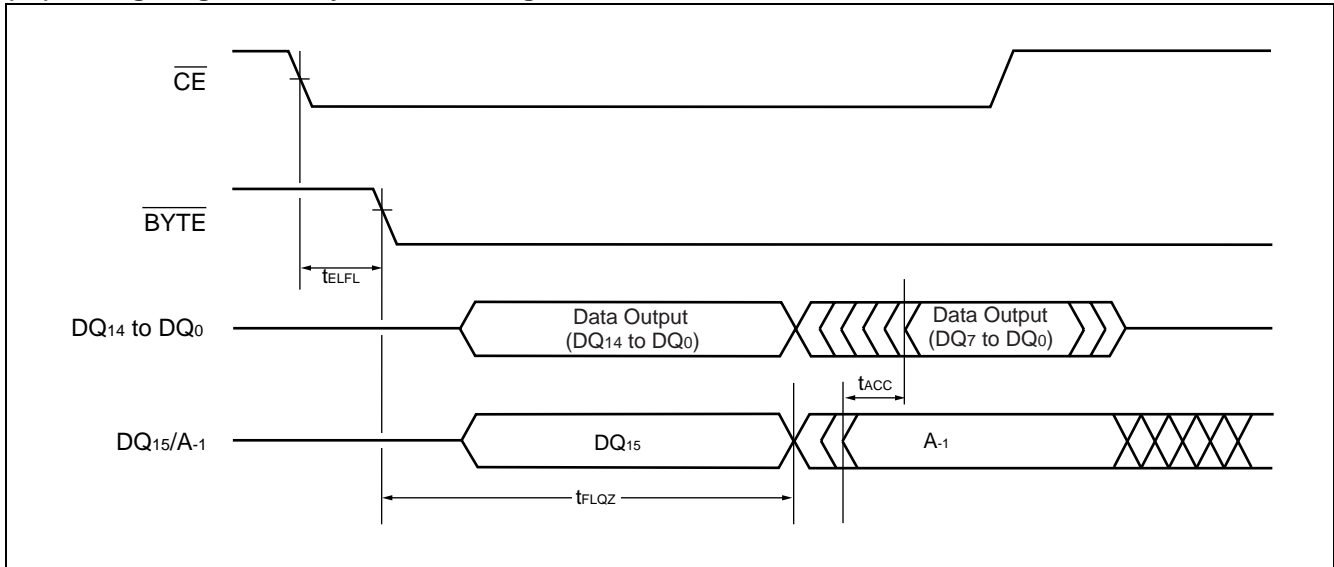 CE
BYTE
tELFL
DQ14 to DQ0
Data Output
(DQ14 to DQ0)
Data Output
(DQ7 to DQ0)
tACC
DQ15/A-1
DQ15
A-1
tFLQZ